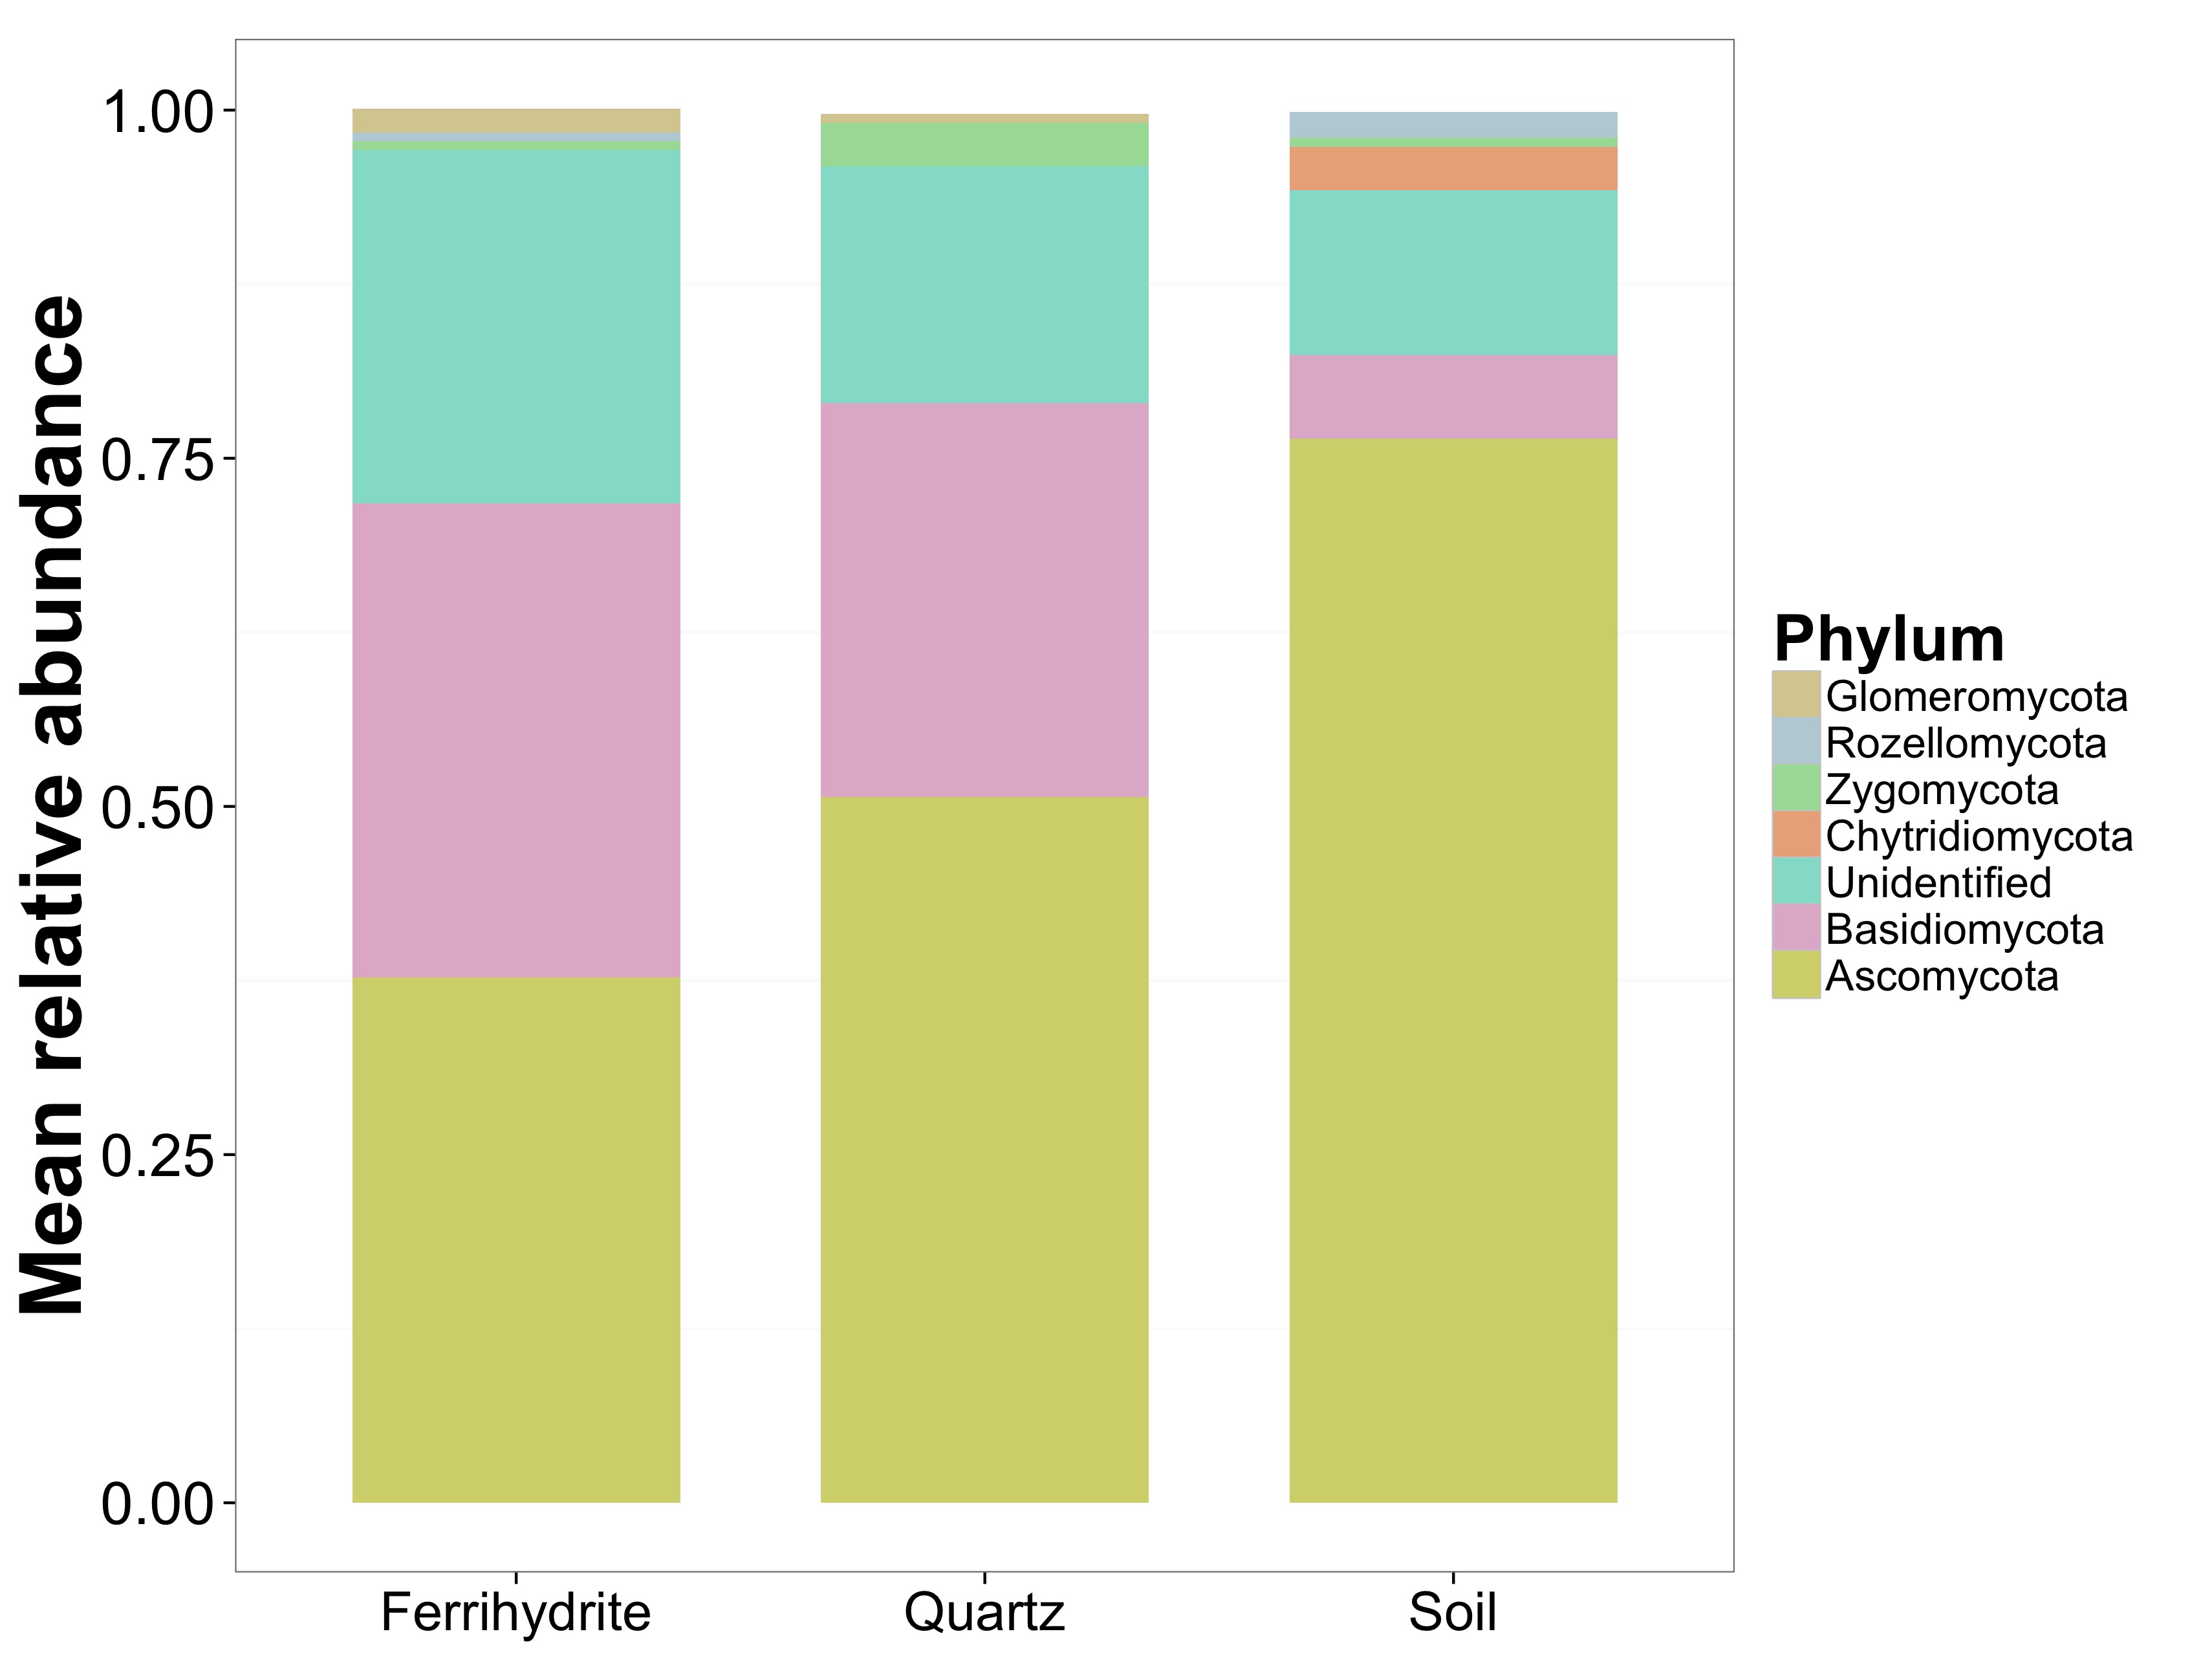 Mean relative abundance
1.00
0.75
0.50
0.25
0.00
Ferrihydrite
Quartz
Soil
Phylum
Glomeromycota
Rozellomycota
Zygomycota
Chytridiomycota
Unidentified
Basidiomycota
Ascomycota